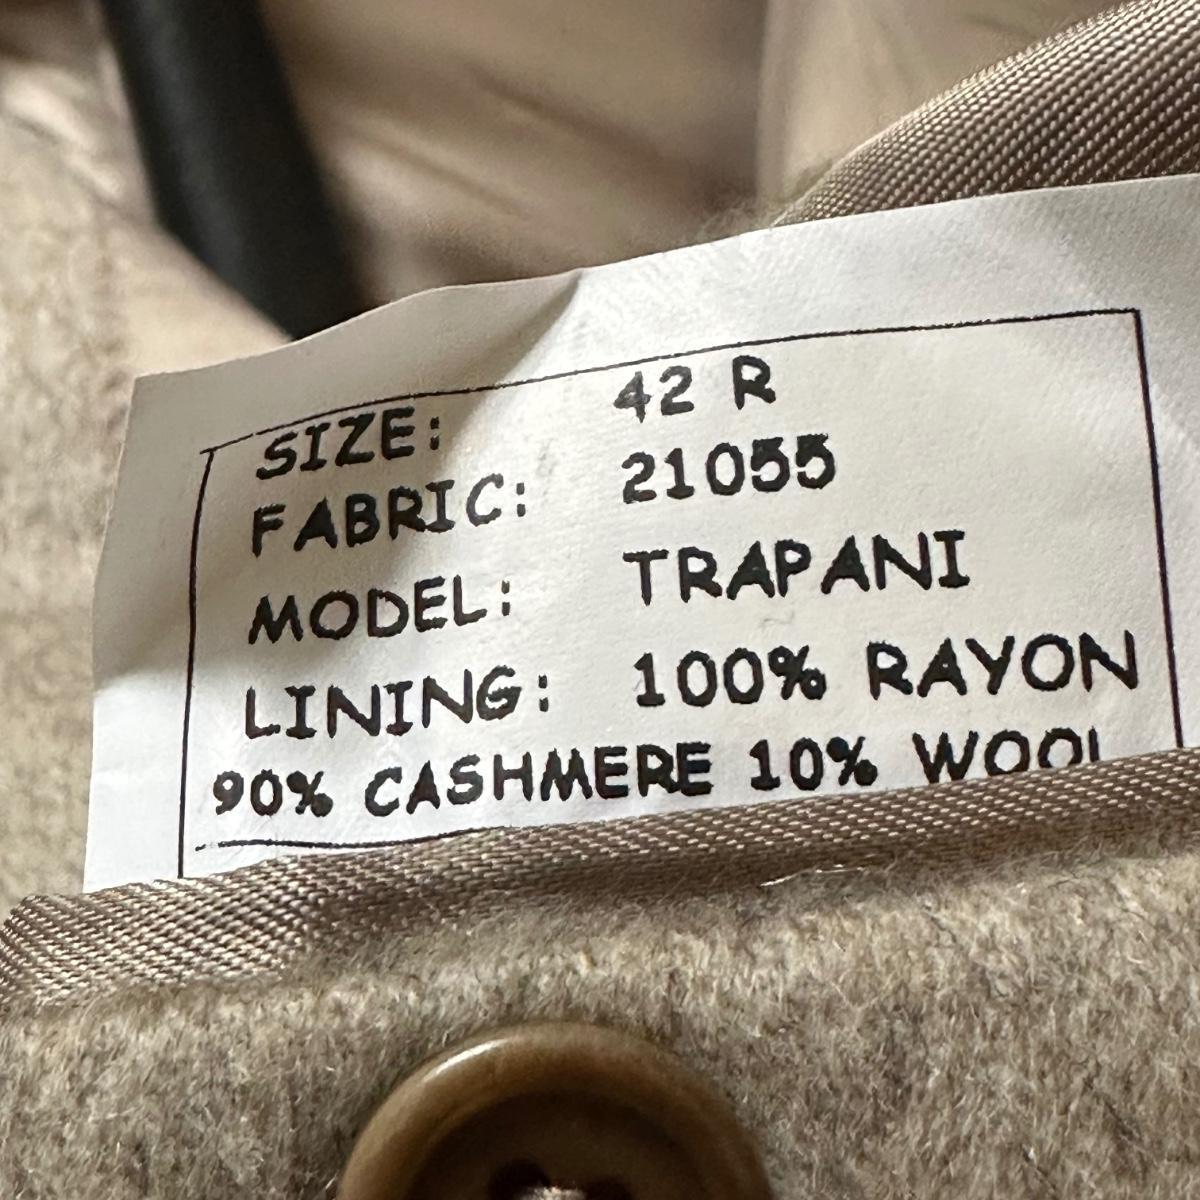 SIZE: 42 R
FABRIC: 21055
MODEL: TRAPANI
LINING: 100% RAYON
90% CASHMERE 10% WOOL